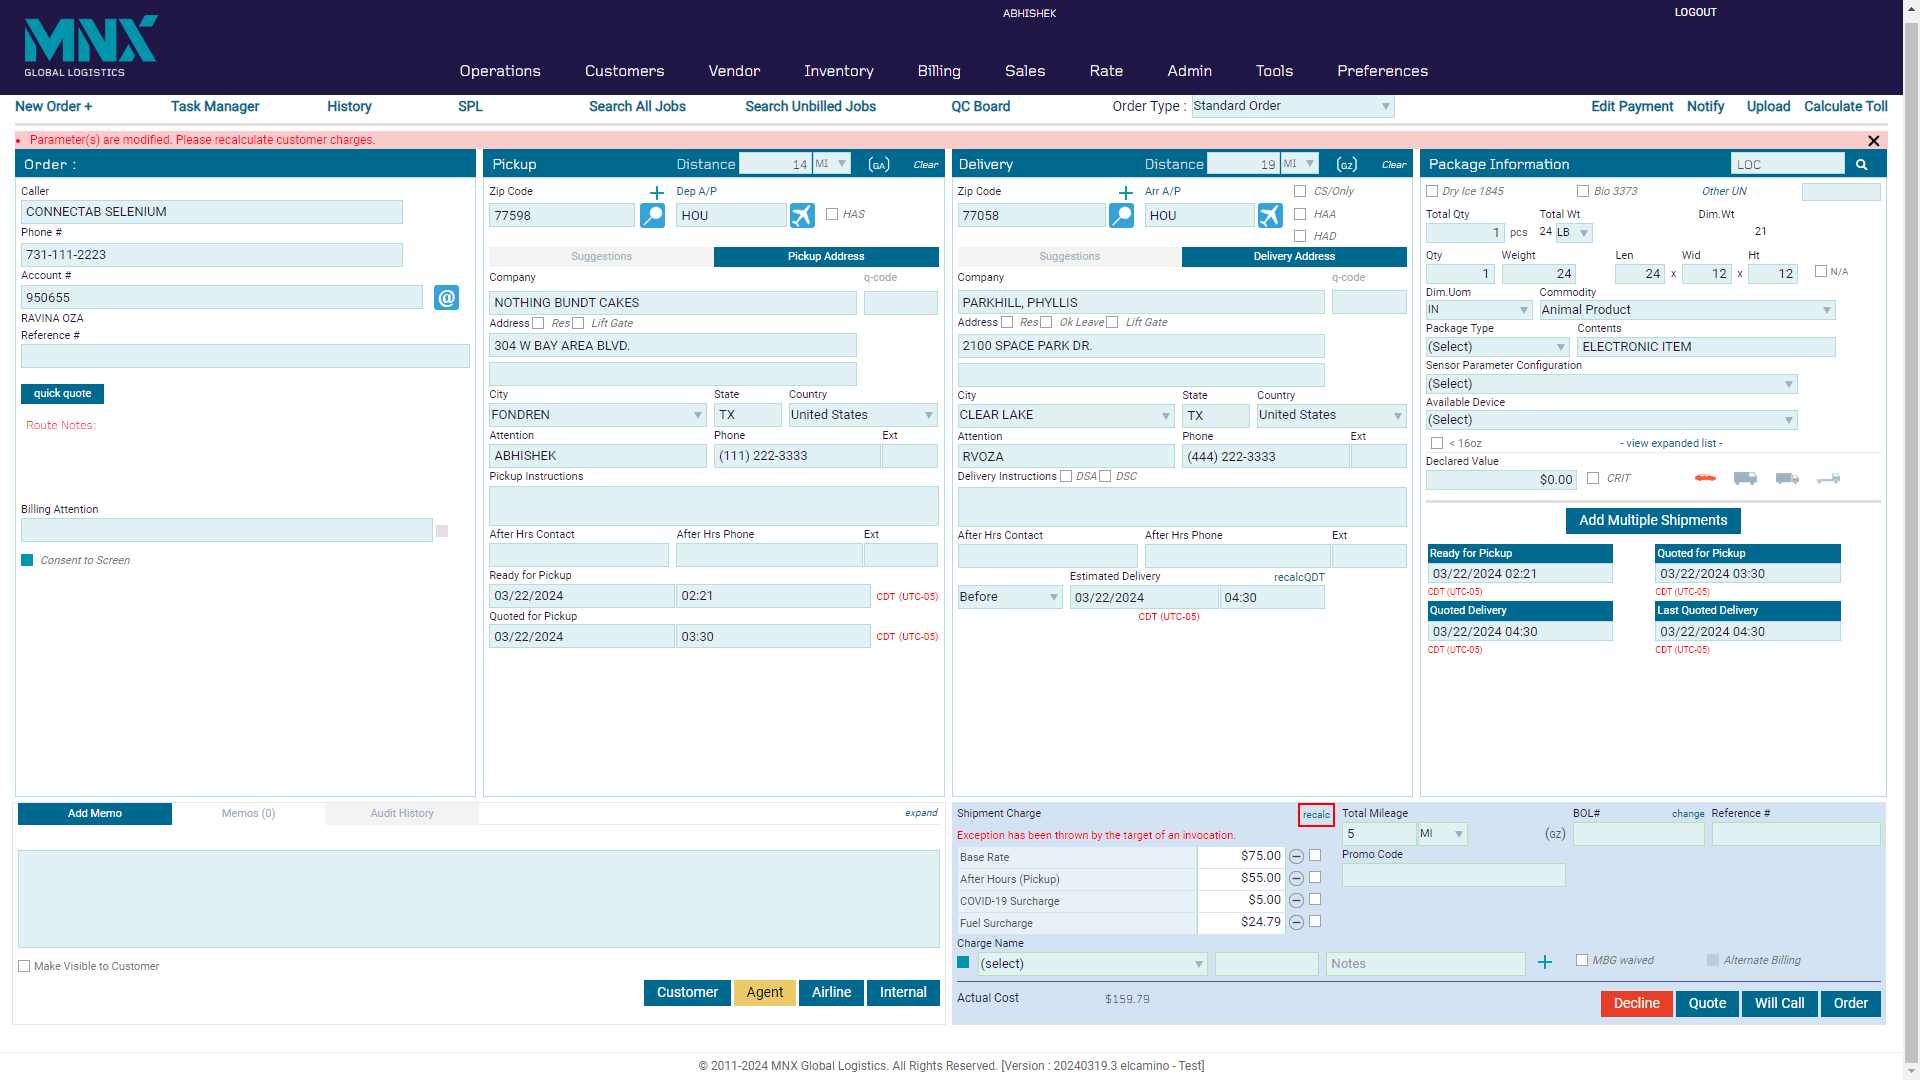 ABHISHEK
LOGOUT
MNX
GLOBAL LOGISTICS
Operations Customers Vendor Inventory Billing Sales Rate Admin Tools Preferences
New Order + Task Manager History SPL Search All Jobs Search Unbilled Jobs QC Board Order Type : Standard Order Edit Payment Notify Upload Calculate Toll
Parameter(s) are modified. Please recalculate customer charges.
Order :
Caller
CONNECTAB SELENIUM
Phone #
731-111-2223
Account #
950655 @
RAVINA OZA
Reference #
quick quote
Route Notes:
Billing Attention
Consent to Screen
Pickup Distance 14 MI (GA) Clear
Zip Code Dep A/P
77598 HOU HAS
Suggestions Pickup Address
Company q-code
NOTHING BUNDT CAKES
Address Res Lift Gate
304 W BAY AREA BLVD.
City State Country
FONDREN TX United States
Attention Phone Ext
ABHISHEK (111) 222-3333
Pickup Instructions
After Hrs Contact After Hrs Phone Ext
Ready for Pickup
03/22/2024 02:21 CDT (UTC-05)
Quoted for Pickup
03/22/2024 03:30 CDT (UTC-05)
Delivery Distance 19 MI (GZ) Clear
Zip Code Arr A/P CS/Only
77058 HOU HAA
HAD
Suggestions Delivery Address
Company q-code
PARKHILL, PHYLLIS
Address Res Ok Leave Lift Gate
2100 SPACE PARK DR.
City State Country
CLEAR LAKE TX United States
Attention Phone Ext
RVOZA (444) 222-3333
Delivery Instructions DSA DSC
After Hrs Contact After Hrs Phone Ext
Estimated Delivery recalcQDT
Before 03/22/2024 04:30
CDT (UTC-05)
Package Information LOC
Dry Ice 1845 Bio 3373 Other UN
Total Qty Total Wt Dim.Wt
1 pcs 24 LB 21
Qty Weight Len Wid Ht
1 24 24 x 12 x 12 N/A
Dim.Uom Commodity
IN Animal Product
Package Type Contents
(Select) ELECTRONIC ITEM
Sensor Parameter Configuration
(Select)
Available Device
(Select)
< 16oz - view expanded list -
Declared Value
$0.00 CRIT
Add Multiple Shipments
Ready for Pickup Quoted for Pickup
03/22/2024 02:21 03/22/2024 03:30
CDT (UTC-05) CDT (UTC-05)
Quoted Delivery Last Quoted Delivery
03/22/2024 04:30 03/22/2024 04:30
CDT (UTC-05) CDT (UTC-05)
Add Memo Memos (0) Audit History expand
Make Visible to Customer
Customer Agent Airline Internal
Shipment Charge recalc Total Mileage BOL# change Reference #
Exception has been thrown by the target of an invocation. 5 MI (GZ)
Base Rate $75.00 Promo Code
After Hours (Pickup) $55.00
COVID-19 Surcharge $5.00
Fuel Surcharge $24.79
Charge Name
(select) Notes MBG waived Alternate Billing
Actual Cost $159.79
Decline Quote Will Call Order
© 2011-2024 MNX Global Logistics. All Rights Reserved. [Version : 20240319.3 elcamino - Test]